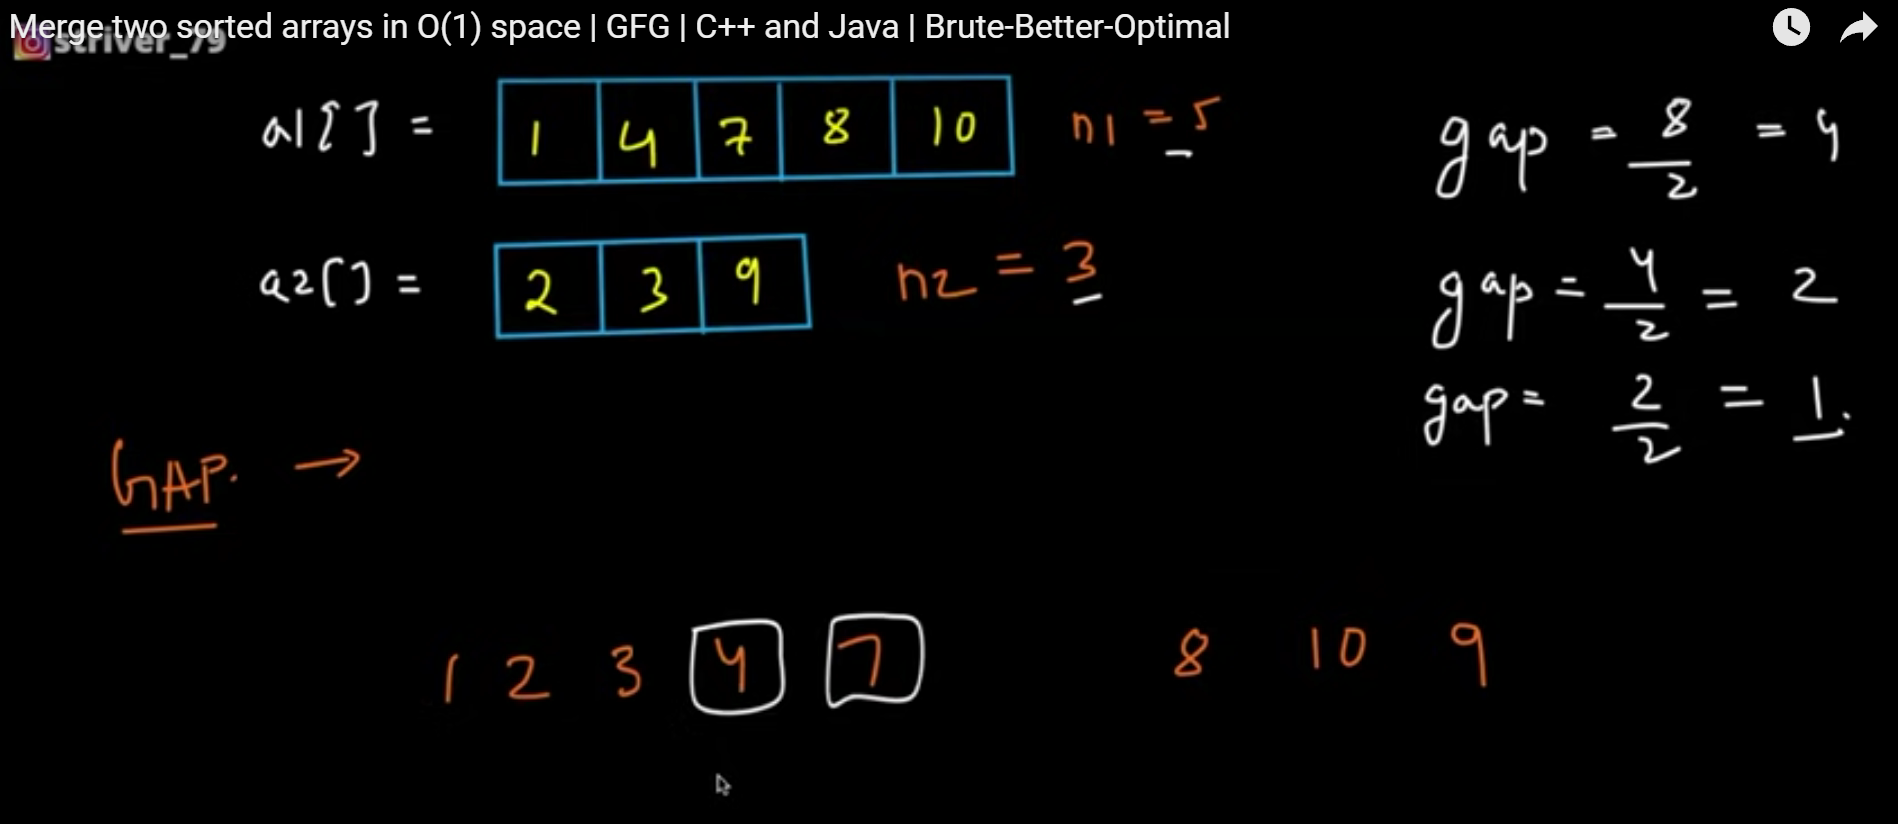 Merge two sorted arrays in O(1) space | GFG | C++ and Java | Brute-Better-Optimal
striver_79
a1[] = 1 4 7 8 10 n1 = 5
gap = 8/2 = 4
a2[] = 2 3 9 n2 = 3
gap = 4/2 = 2
gap = 2/2 = 1.
GAP. →
1 2 3 4 7 8 10 9